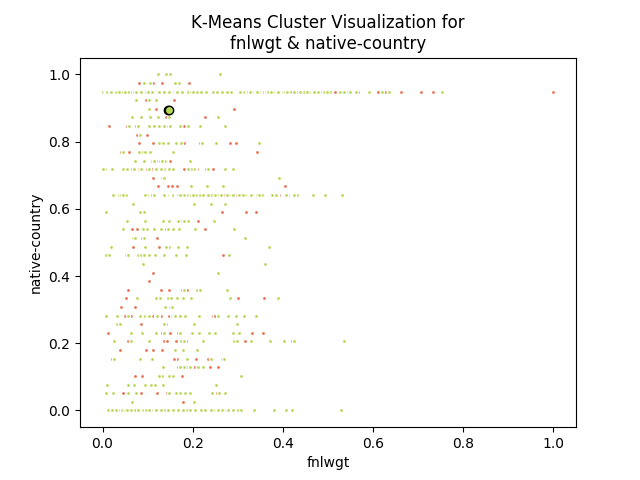 K-Means Cluster Visualization for
fnlwgt & native-country
1.0
0.8
0.6
0.4
0.2
0.0
native-country
0.0 0.2 0.4 0.6 0.8 1.0
fnlwgt